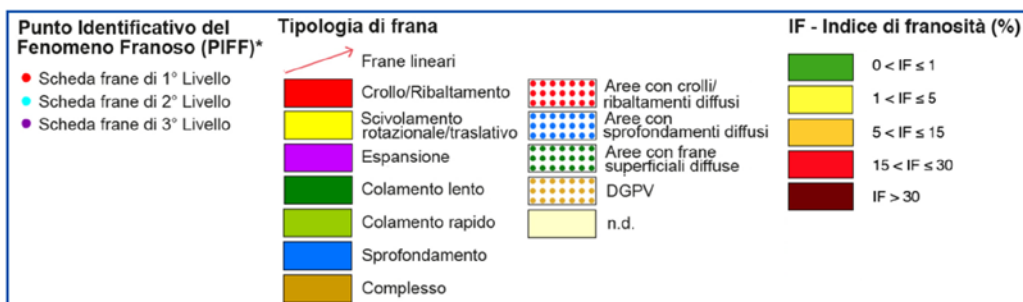 Punto Identificativo del
Fenomeno Franoso (PIFF)*
Scheda frane di 1° Livello
Scheda frane di 2° Livello
Scheda frane di 3° Livello
Tipologia di frana
Frane lineari
Crollo/Ribaltamento
Scivolamento
rotazionale/traslativo
Espansione
Colamento lento
Colamento rapido
Sprofondamento
Complesso
Aree con crolli/
ribaltamenti diffusi
Aree con
sprofondamenti diffusi
Aree con frane
superficiali diffuse
DGPV
n.d.
IF - Indice di franosità (%)
0 < IF ≤ 1
1 < IF ≤ 5
5 < IF ≤ 15
15 < IF ≤ 30
IF > 30